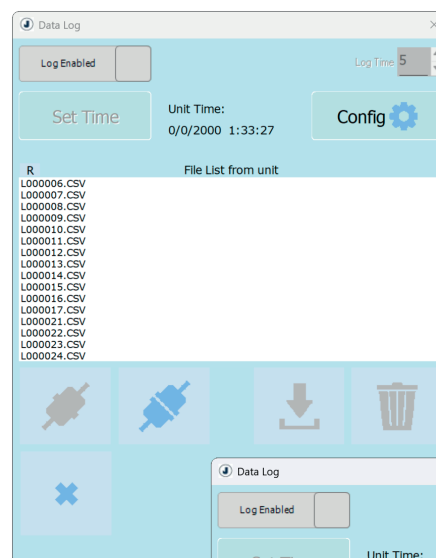 Data Log
Log Enabled
Log Time 5
Set Time
Unit Time:
0/0/2000 1:33:27
Config
R
File List from unit
L000006.CSV
L000007.CSV
L000008.CSV
L000009.CSV
L000010.CSV
L000011.CSV
L000012.CSV
L000013.CSV
L000014.CSV
L000015.CSV
L000016.CSV
L000017.CSV
L000021.CSV
L000022.CSV
L000023.CSV
L000024.CSV
Data Log
Log Enabled
Unit Time: